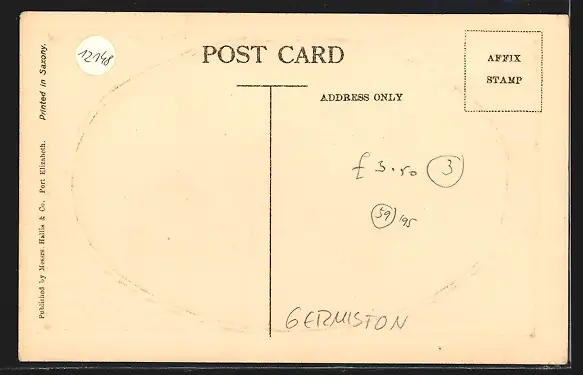 12148
POST CARD
ADDRESS ONLY
AFFIX
STAMP
Printed in Saxony.
Published by Messrs. Hallis & Co. Port Elizabeth.
£ 3.50 3
59/95
GERMISTON